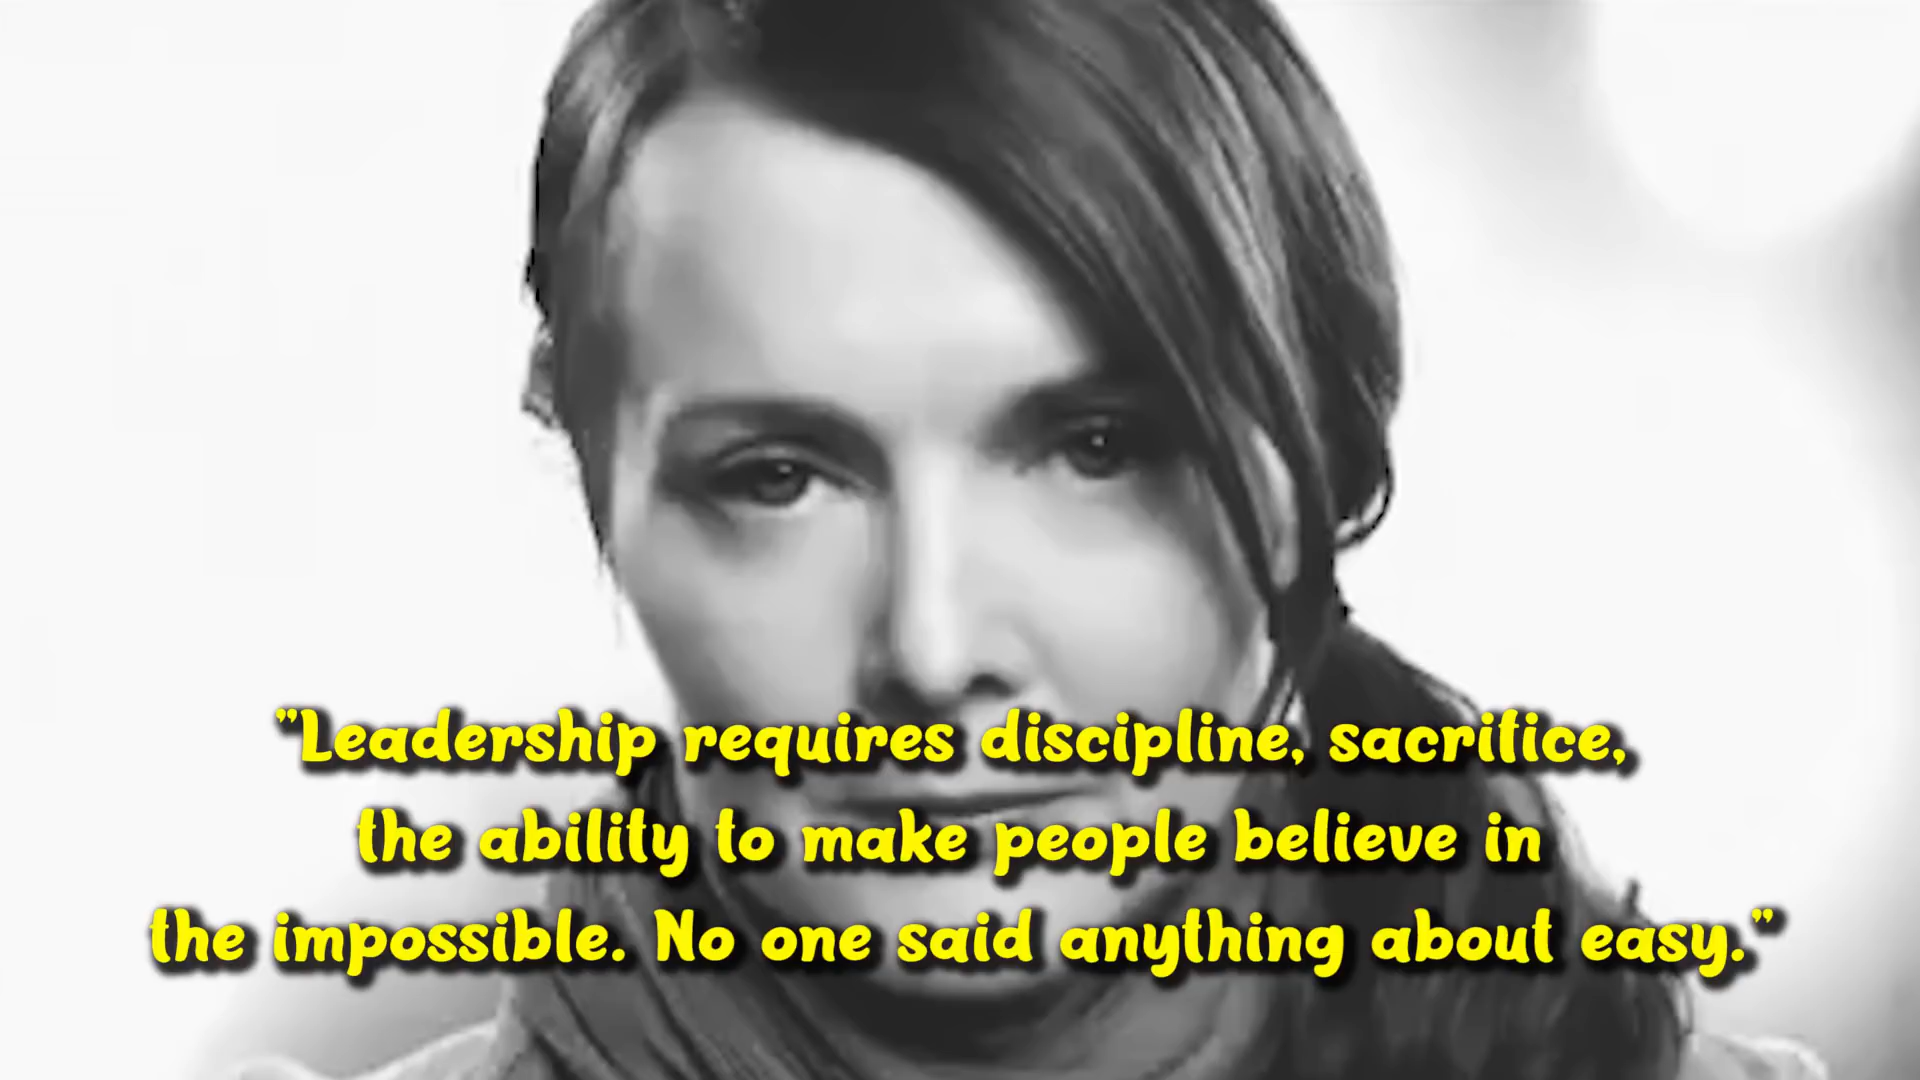 "Leadership requires discipline, sacrifice,
the ability to make people believe in
the impossible. No one said anything about easy."